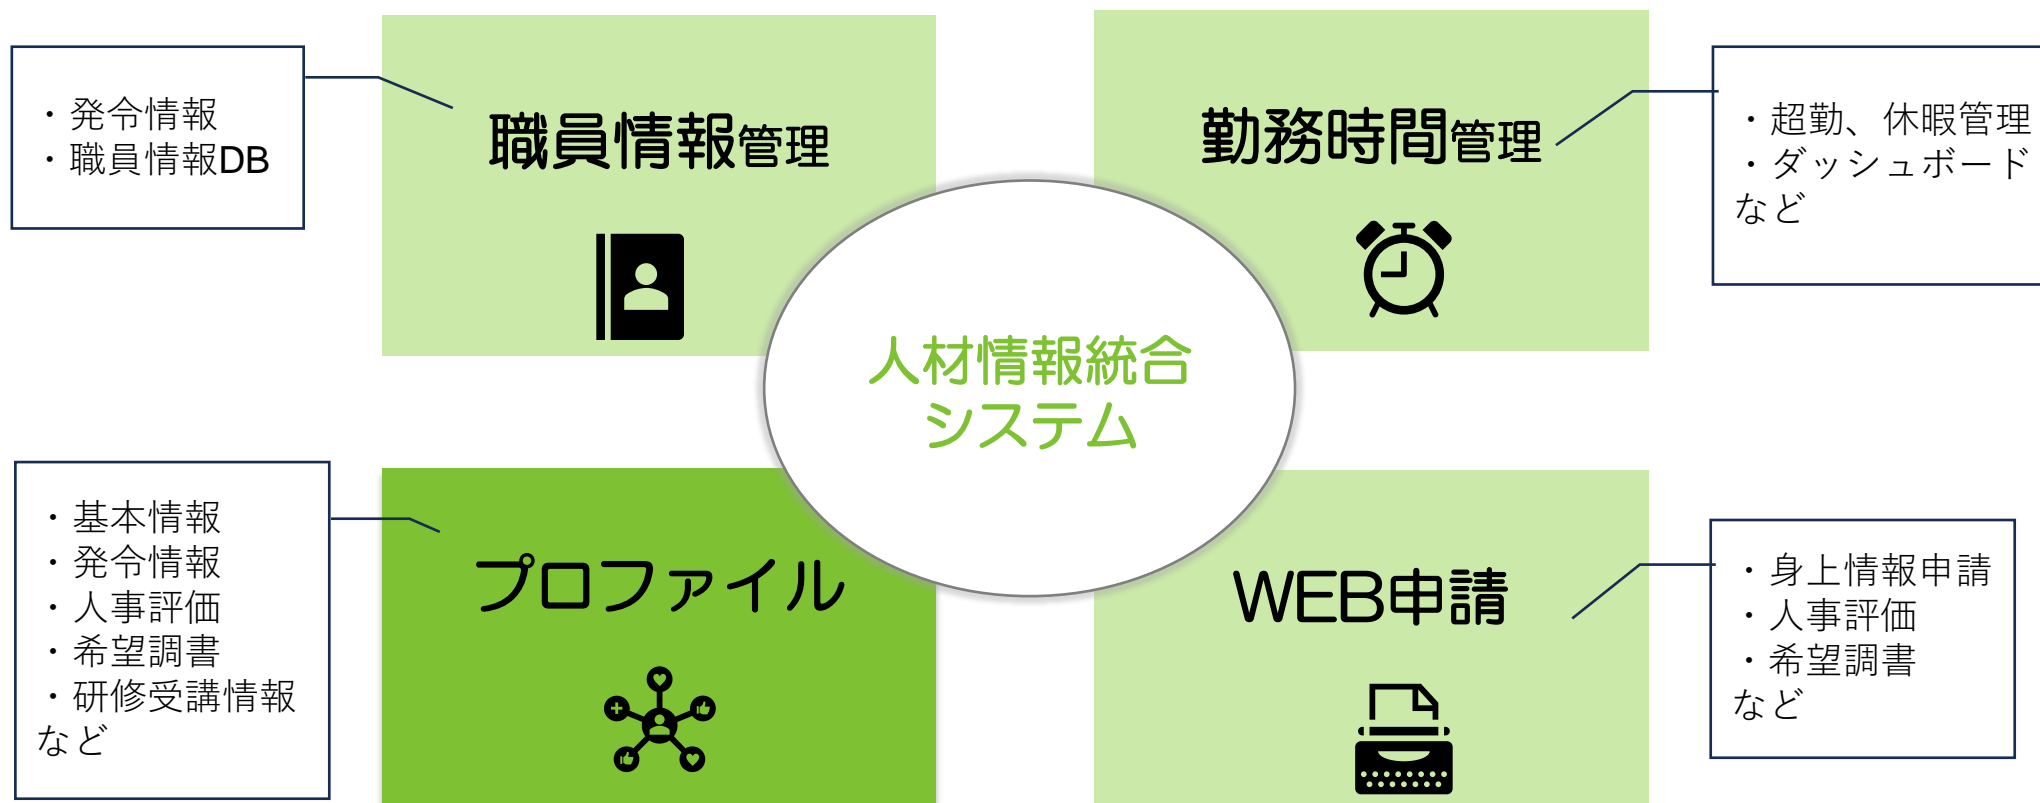 ・発令情報
・職員情報DB
職員情報管理
勤務時間管理
・超勤、休暇管理
・ダッシュボード
など
人材情報統合
システム
・基本情報
・発令情報
・人事評価
・希望調書
・研修受講情報
など
プロファイル
WEB申請
・身上情報申請
・人事評価
・希望調書
など